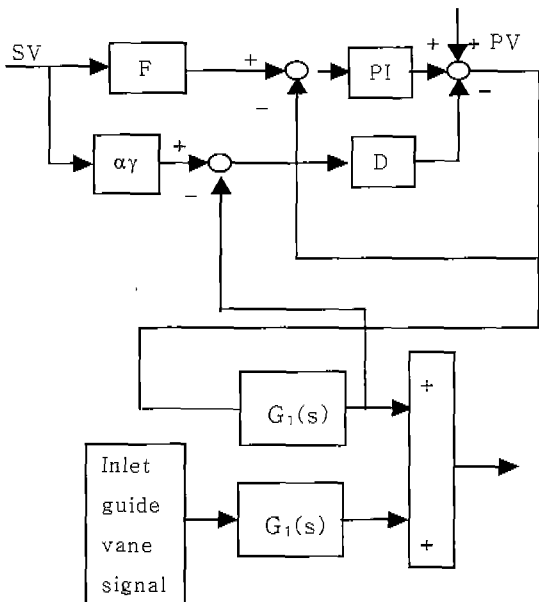 SV
F
+
-
PI
+
+
PV
-
αγ
+
-
D
G₁(s)
+
Inlet
guide
vane
signal
G₁(s)
+